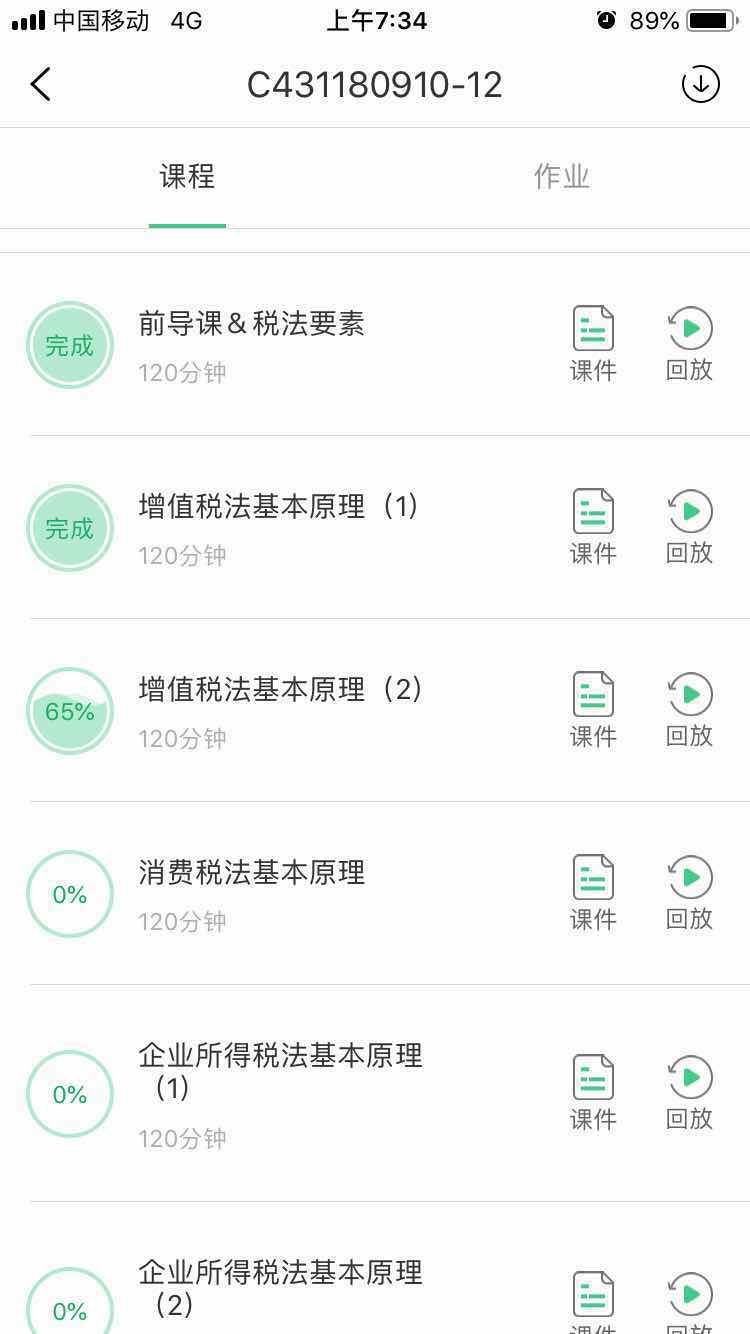 中国移动 4G 上午7:34 89%
C431180910-12
课程 作业
前导课＆税法要素
完成
120分钟
课件 回放
增值税法基本原理（1）
完成
120分钟
课件 回放
增值税法基本原理（2）
65%
120分钟
课件 回放
消费税法基本原理
0%
120分钟
课件 回放
企业所得税法基本原理
（1）
0%
120分钟
课件 回放
企业所得税法基本原理
（2）
0%
课件 回放